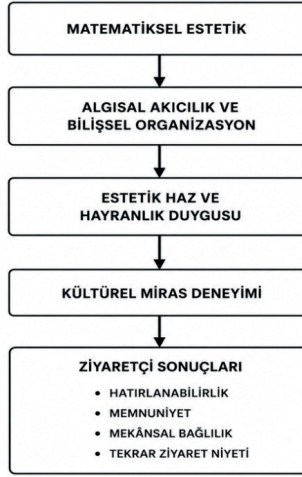 MATEMATİKSEL ESTETİK
ALGISAL AKICILIK VE
BİLİŞSEL ORGANİZASYON
ESTETİK HAZ VE
HAYRANLIK DUYGUSU
KÜLTÜREL MİRAS DENEYİMİ
ZİYARETÇİ SONUÇLARI
• HATIRLANABİLİRLİK
• MEMNUNİYET
• MEKÂNSAL BAĞLILIK
• TEKRAR ZİYARET NİYETİ